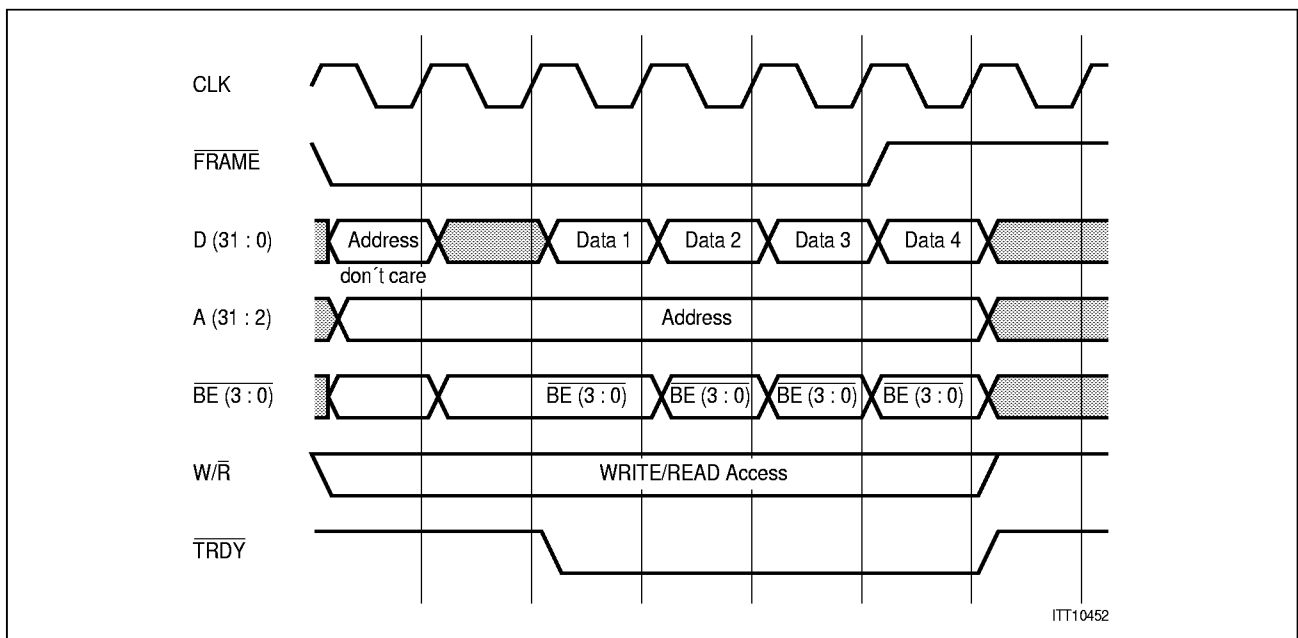 CLK
FRAME
D (31 : 0) Address Data 1 Data 2 Data 3 Data 4
don´t care
A (31 : 2) Address
BE (3 : 0) BE (3 : 0) BE (3 : 0) BE (3 : 0) BE (3 : 0)
W/R WRITE/READ Access
TRDY
ITT10452